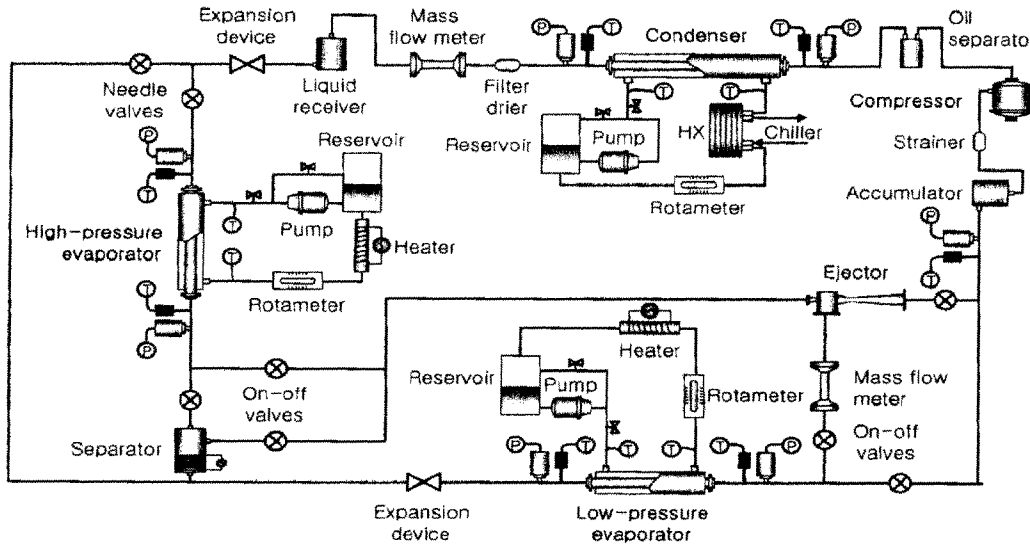 Expansion
device
Mass
flow meter
P
T
Condenser
T
P
Oil
separato
Needle
valves
Liquid
receiver
Filter
drier
T
T
Compressor
Reservoir
Reservoir
Pump
HX
Chiller
Strainer
P
T
Rotameter
Accumulator
T
Pump
P
High-pressure
evaporator
T
Heater
T
Rotameter
Ejector
T
P
Heater
Reservoir
Pump
Rotameter
Mass flow
meter
On-off
valves
On-off
valves
Separator
P
T
T
T
T
P
Expansion
device
Low-pressure
evaporator